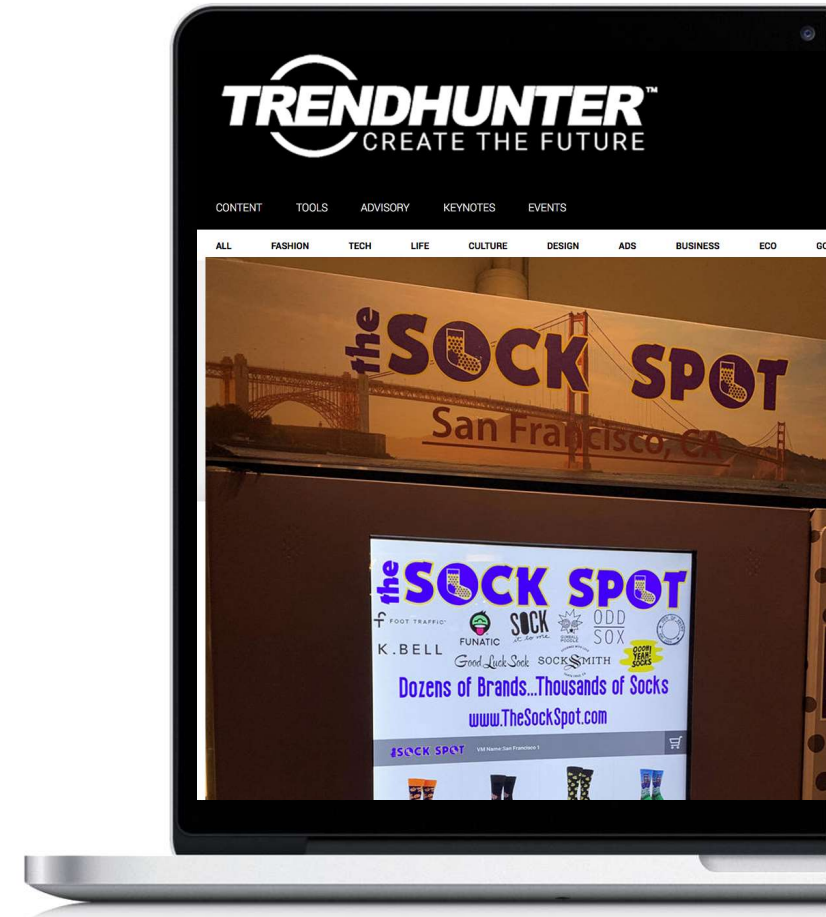 TRENDHUNTER™
CREATE THE FUTURE
CONTENT TOOLS ADVISORY KEYNOTES EVENTS
ALL FASHION TECH LIFE CULTURE DESIGN ADS BUSINESS ECO
the SOCK SPOT
San Francisco, CA
the SOCK SPOT
FOOT TRAFFIC
FUNATIC
SOCK it to me
ODD SOX
K.BELL
Good Luck Sock
SOCKSMITH
OOOH YEAH! SOCKS
Dozens of Brands...Thousands of Socks
www.TheSockSpot.com
the SOCK SPOT VM Name:San Francisco 1